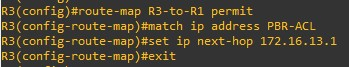 R3(config)#route-map R3-to-R1 permit
R3(config-route-map)#match ip address PBR-ACL
R3(config-route-map)#set ip next-hop 172.16.13.1
R3(config-route-map)#exit